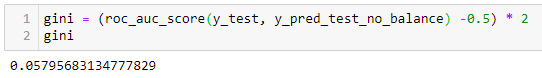 1 gini = (roc_auc_score(y_test, y_pred_test_no_balance) -0.5) * 2
2 gini
0.05795683134777829